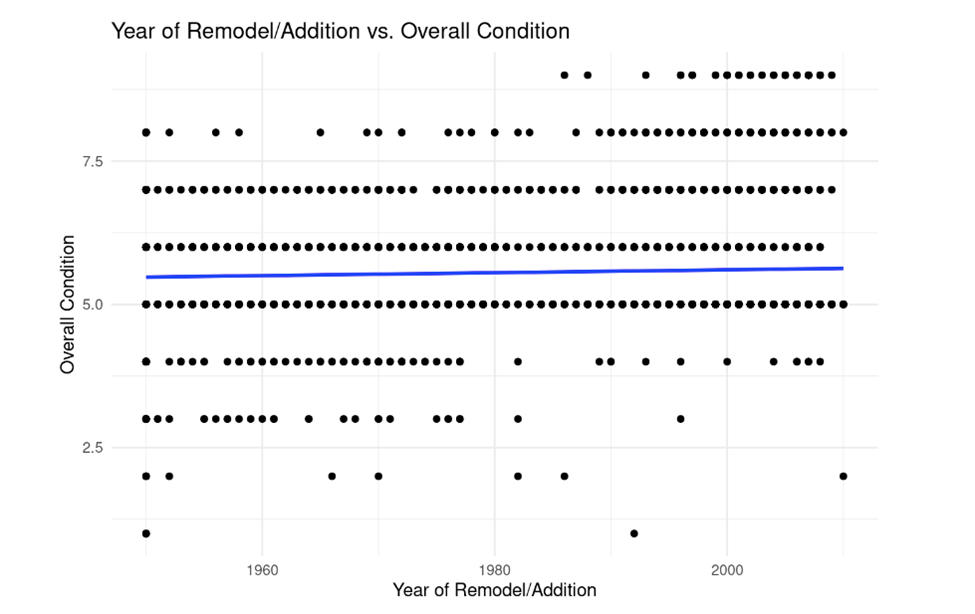 Year of Remodel/Addition vs. Overall Condition
7.5
5.0
2.5
Overall Condition
1960 1980 2000
Year of Remodel/Addition